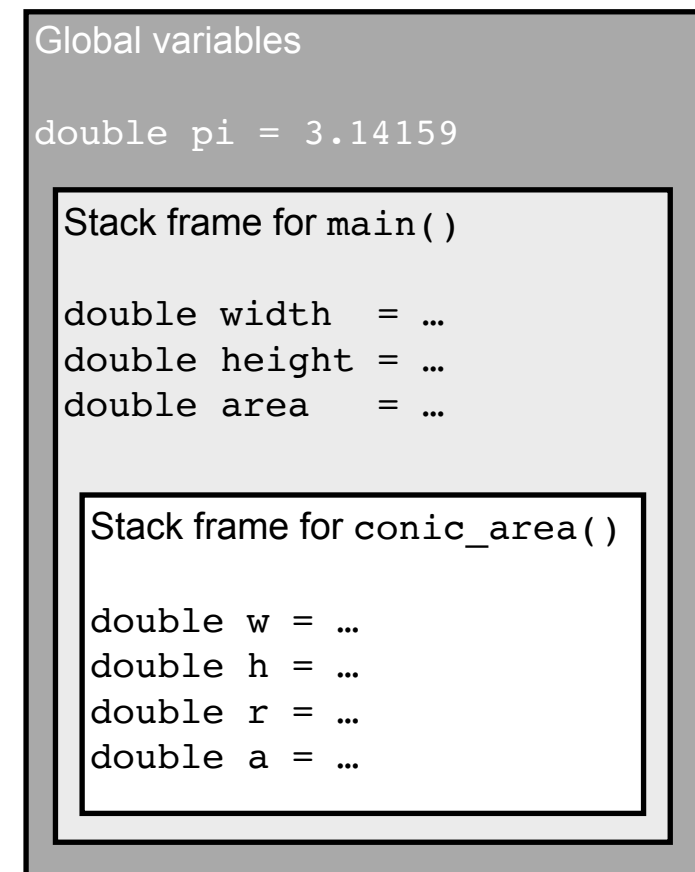 Global variables
double pi = 3.14159
Stack frame for main()
double width  = …
double height = …
double area   = …
Stack frame for conic_area()
double w = …
double h = …
double r = …
double a = …